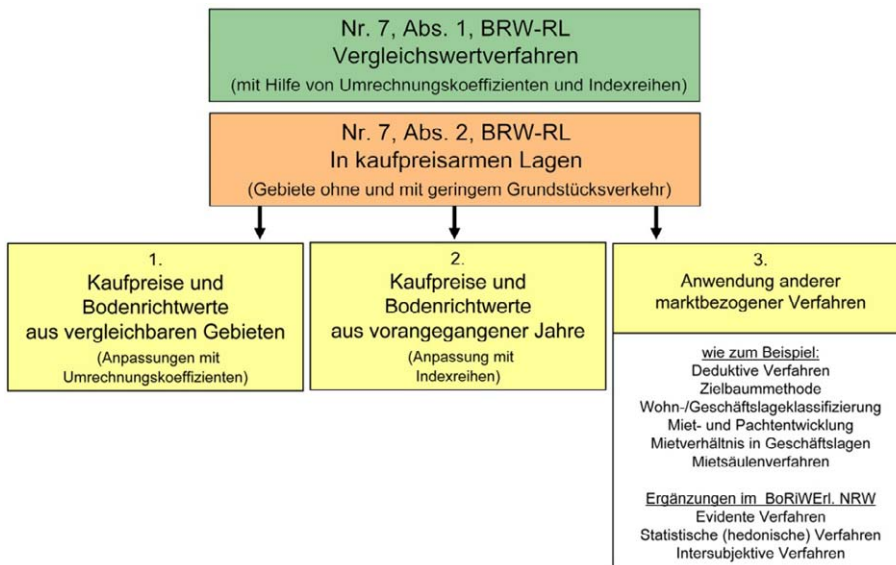 Nr. 7, Abs. 1, BRW-RL
Vergleichswertverfahren
(mit Hilfe von Umrechnungskoeffizienten und Indexreihen)
Nr. 7, Abs. 2, BRW-RL
In kaufpreisarmen Lagen
(Gebiete ohne und mit geringem Grundstücksverkehr)
1.
Kaufpreise und
Bodenrichtwerte
aus vergleichbaren Gebieten
(Anpassungen mit
Umrechnungskoeffizienten)
2.
Kaufpreise und
Bodenrichtwerte
aus vorangegangener Jahre
(Anpassung mit
Indexreihen)
3.
Anwendung anderer
marktbezogener Verfahren
wie zum Beispiel:
Deduktive Verfahren
Zielbaummethode
Wohn-/Geschäftslageklassifizierung
Miet- und Pachtentwicklung
Mietverhältnis in Geschäftslagen
Mietsäulenverfahren
Ergänzungen im BoRiWErl. NRW
Evidente Verfahren
Statistische (hedonische) Verfahren
Intersubjektive Verfahren